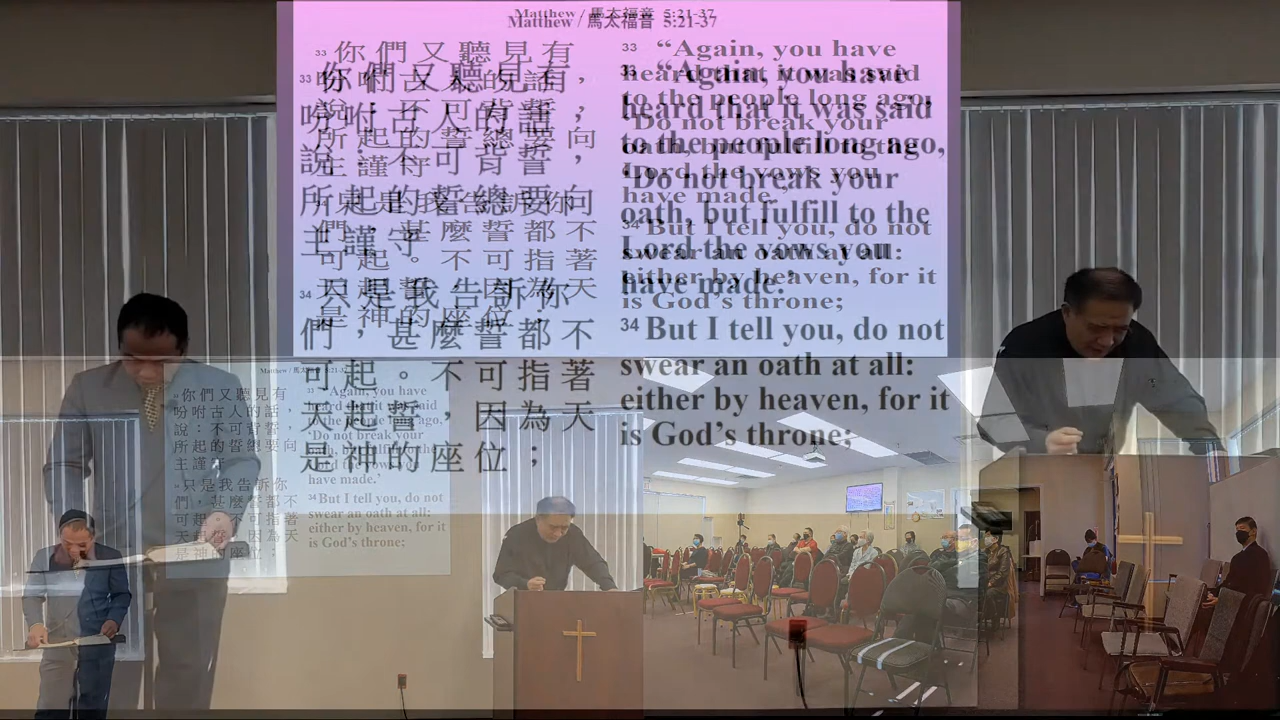 Matthew / 馬太福音 5:21-37
33 你們又聽見有
吩咐古人的話，
說：不可背誓，
所起的誓總要向
主謹守。
34 只是我告訴你
們，甚麼誓都不
可起。不可指著
天起誓，因為天
是神的座位；
33 “Again, you have
heard that it was said
to the people long ago,
‘Do not break your
oath, but fulfill to the
Lord the vows you
have made.’
34 But I tell you, do not
swear an oath at all:
either by heaven, for it
is God’s throne;